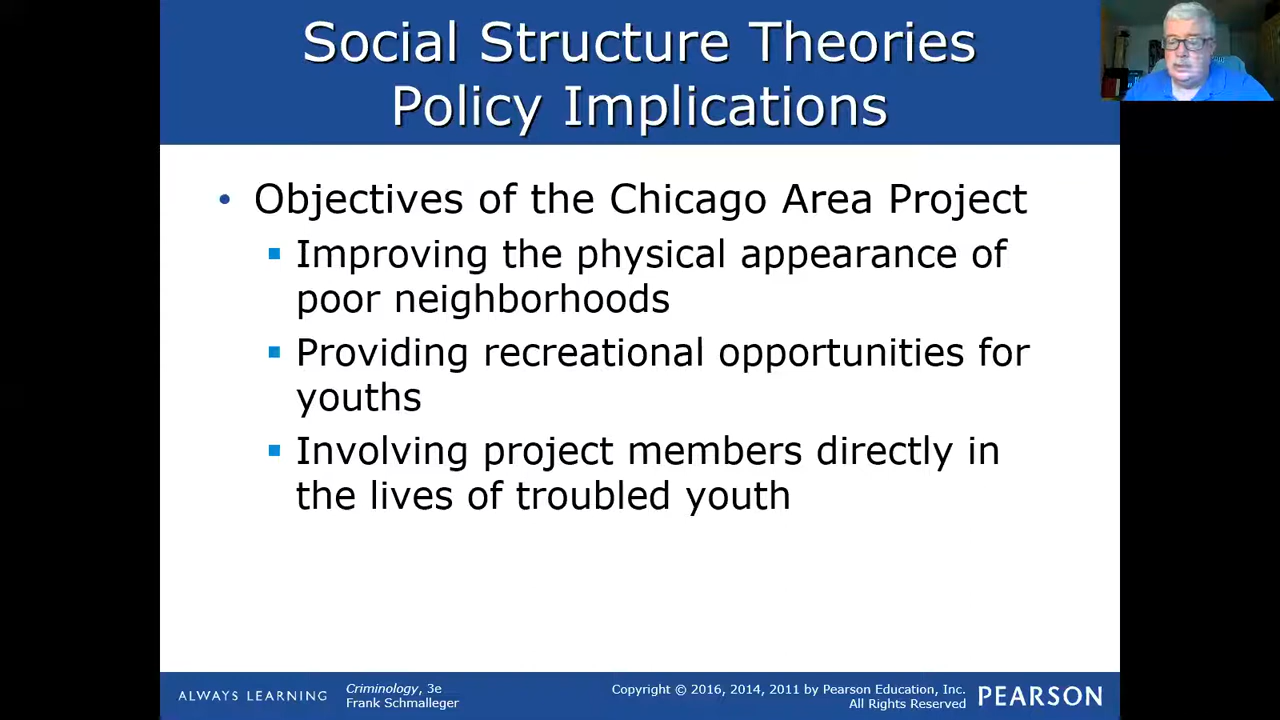 Social Structure Theories
Policy Implications
• Objectives of the Chicago Area Project
▪ Improving the physical appearance of
poor neighborhoods
▪ Providing recreational opportunities for
youths
▪ Involving project members directly in
the lives of troubled youth
ALWAYS LEARNING
Criminology, 3e
Frank Schmalleger
Copyright © 2016, 2014, 2011 by Pearson Education, Inc.
All Rights Reserved
PEARSON